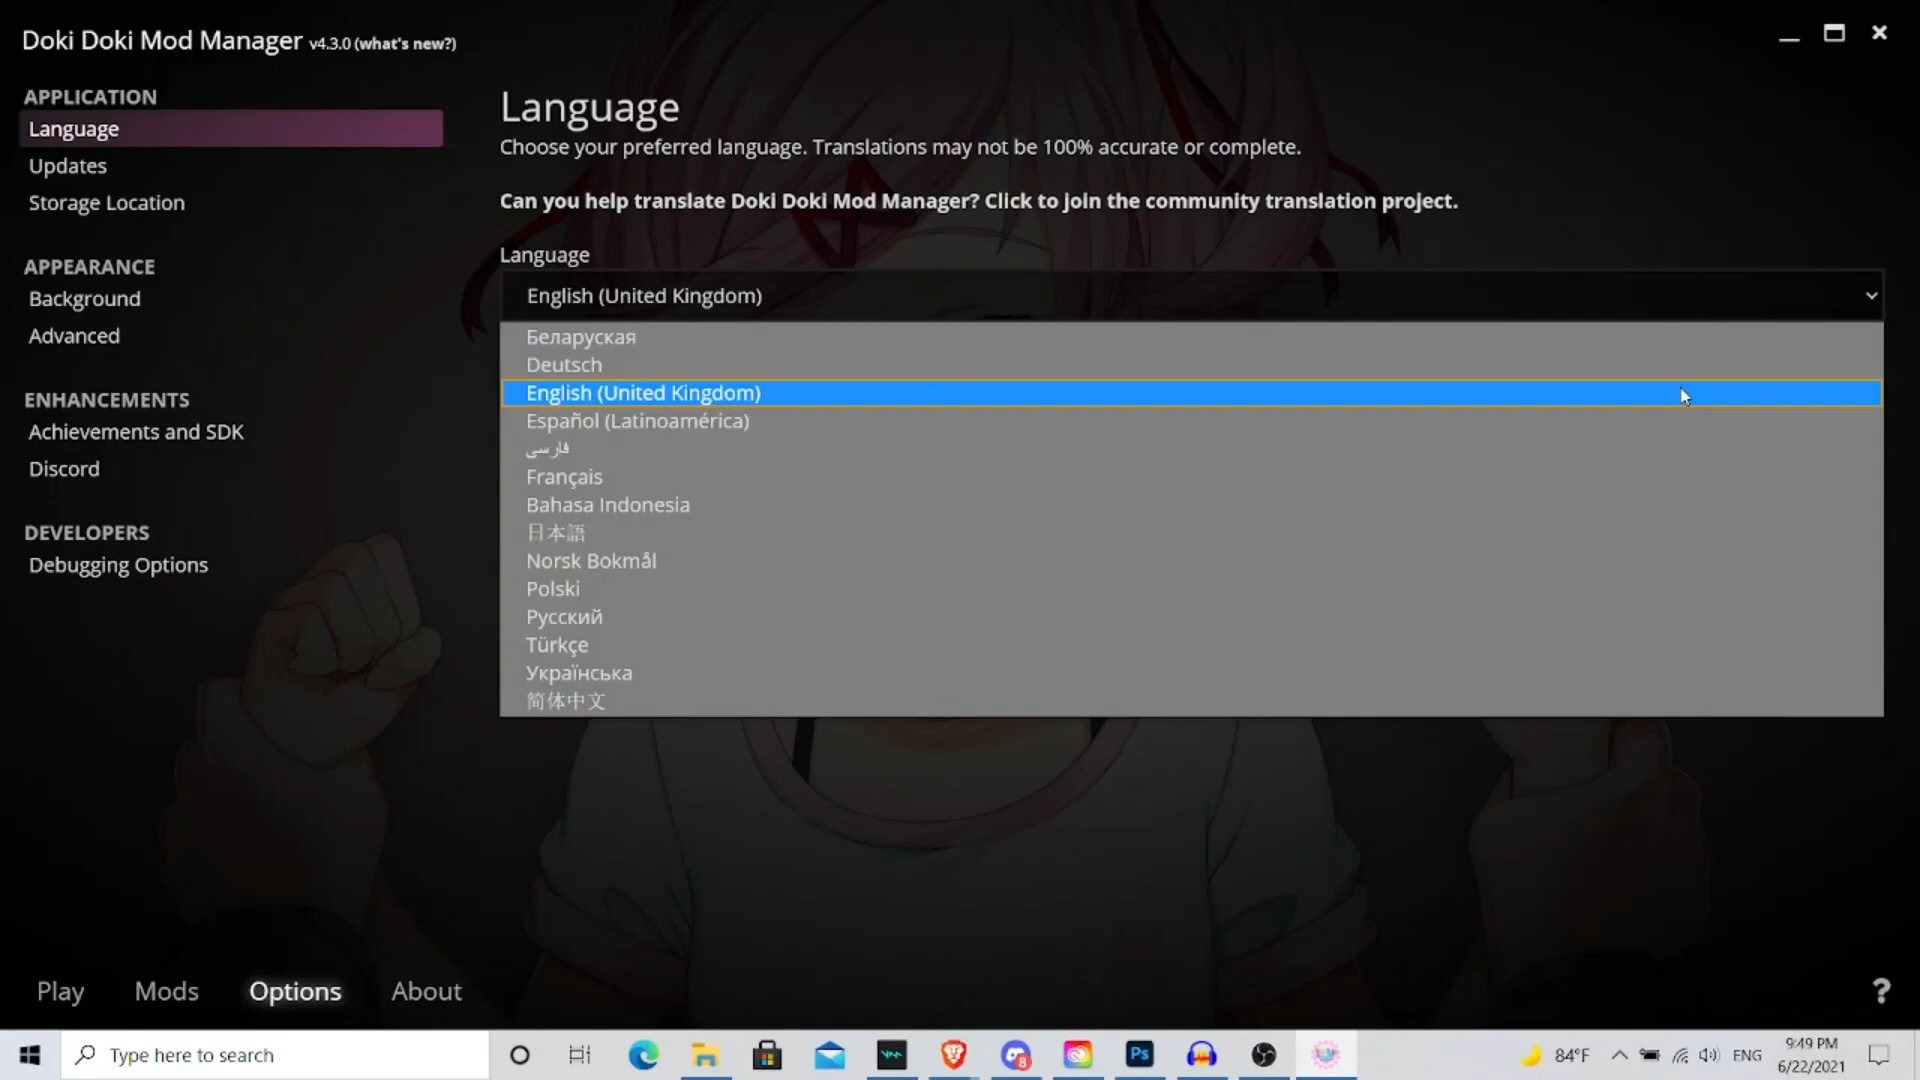 Doki Doki Mod Manager v4.3.0 (what's new?)
APPLICATION
Language
Updates
Storage Location
APPEARANCE
Background
Advanced
ENHANCEMENTS
Achievements and SDK
Discord
DEVELOPERS
Debugging Options
Language
Choose your preferred language. Translations may not be 100% accurate or complete.
Can you help translate Doki Doki Mod Manager? Click to join the community translation project.
Language
English (United Kingdom)
Беларуская
Deutsch
English (United Kingdom)
Español (Latinoamérica)
فارسی
Français
Bahasa Indonesia
日本語
Norsk Bokmål
Polski
Русский
Türkçe
Українська
简体中文
Play Mods Options About ?
Type here to search
Ps
8
84°F
ENG
9:49 PM
6/22/2021